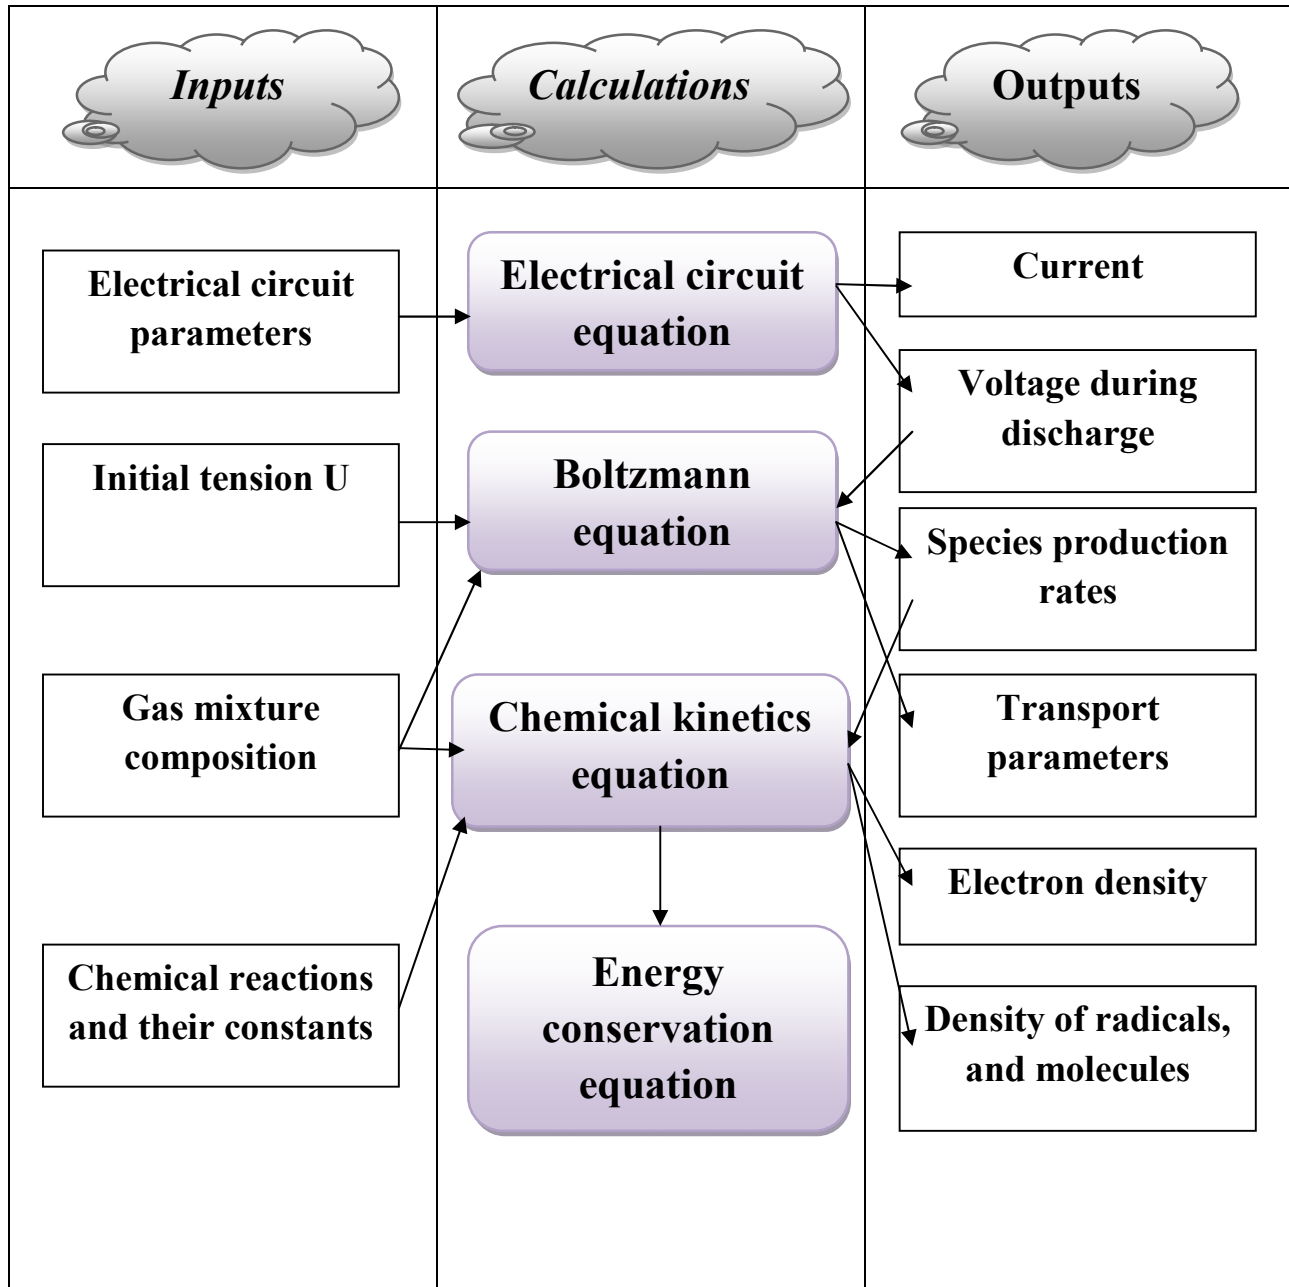 Inputs
Calculations
Outputs
Electrical circuit
parameters
Initial tension U
Gas mixture
composition
Chemical reactions
and their constants
Electrical circuit
equation
Boltzmann
equation
Chemical kinetics
equation
Energy
conservation
equation
Current
Voltage during
discharge
Species production
rates
Transport
parameters
Electron density
Density of radicals,
and molecules